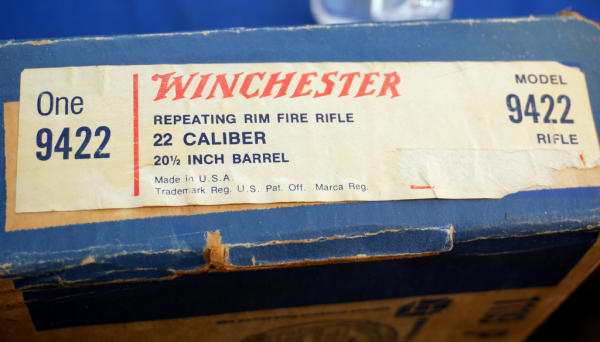 One
9422
WINCHESTER
REPEATING RIM FIRE RIFLE
22 CALIBER
20½ INCH BARREL
Made in U.S.A.
Trademark Reg. U.S. Pat. Off. Marca Reg.
MODEL
9422
RIFLE